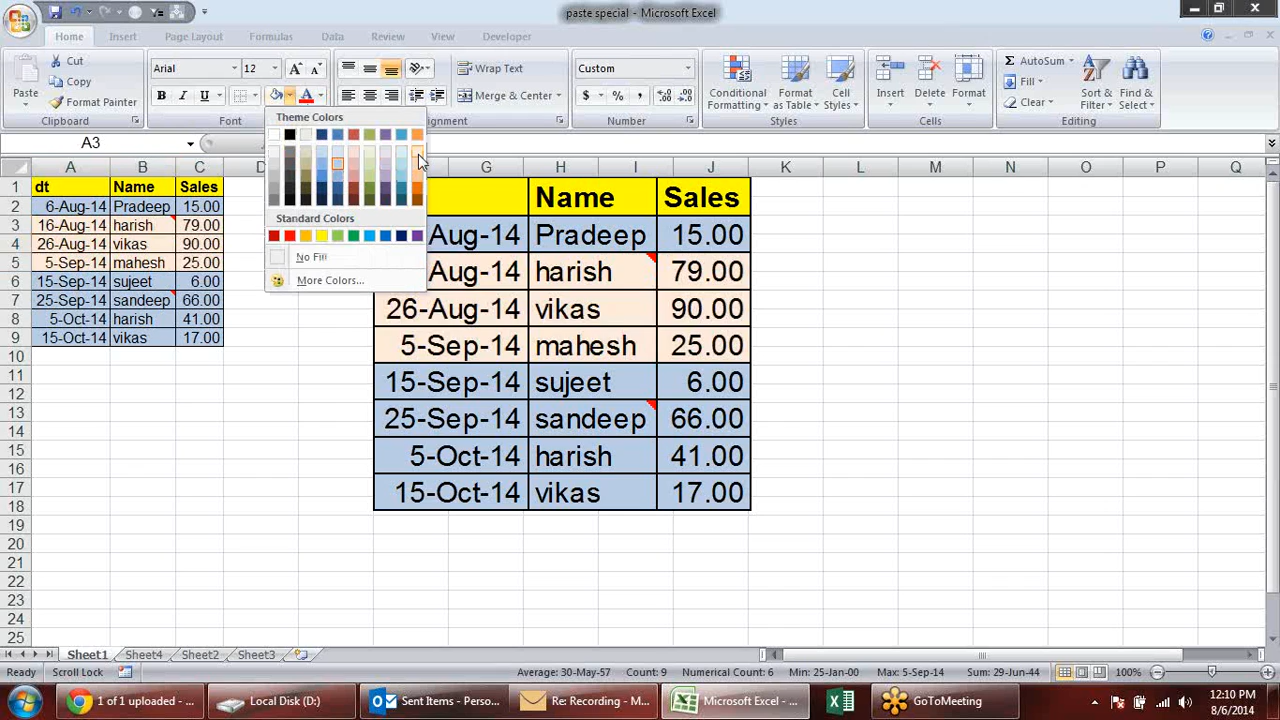 paste special - Microsoft Excel
Home Insert Page Layout Formulas Data Review View Developer
Paste
Cut
Copy
Format Painter
Clipboard
Arial 12
B I U
Font
Wrap Text
Merge & Center
lignment
Custom
$ % ,
Number
Conditional Formatting
Format as Table
Cell Styles
Styles
Insert Delete Format
Cells
AutoSum
Fill
Clear
Sort & Filter
Find & Select
Editing
A3
Theme Colors
Standard Colors
No Fill
More Colors...
A B C D G H I J K L M N O P Q
1 dt Name Sales
2 6-Aug-14 Pradeep 15.00
3 16-Aug-14 harish 79.00
4 26-Aug-14 vikas 90.00
5 5-Sep-14 mahesh 25.00
6 15-Sep-14 sujeet 6.00
7 25-Sep-14 sandeep 66.00
8 5-Oct-14 harish 41.00
9 15-Oct-14 vikas 17.00
10
11
12
13
14
15
16
17
18
19
20
21
22
23
24
25
Name Sales
Aug-14 Pradeep 15.00
Aug-14 harish 79.00
26-Aug-14 vikas 90.00
5-Sep-14 mahesh 25.00
15-Sep-14 sujeet 6.00
25-Sep-14 sandeep 66.00
5-Oct-14 harish 41.00
15-Oct-14 vikas 17.00
Sheet1 Sheet4 Sheet2 Sheet3
Ready Scroll Lock Average: 30-May-57 Count: 9 Numerical Count: 6 Min: 25-Jan-00 Max: 5-Sep-14 Sum: 29-Jun-44 100%
1 of 1 uploaded - ... Local Disk (D:) Sent Items - Perso... Re: Recording - M... Microsoft Excel - ... GoToMeeting
12:10 PM
8/6/2014